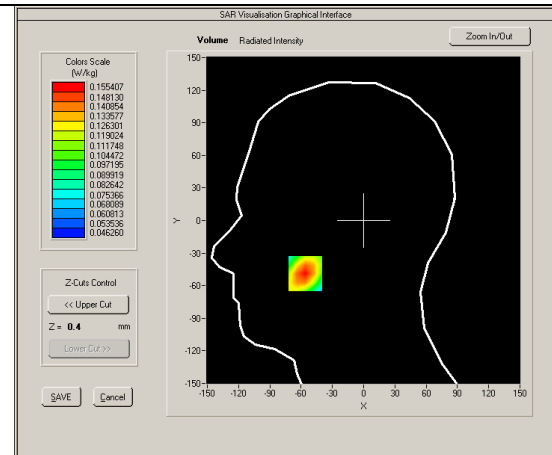 SAR Visualisation Graphical Interface
Volume Radiated Intensity
Zoom In/Out
Colors Scale
(W/kg)
0.155407
0.148130
0.140854
0.133577
0.126301
0.119024
0.111748
0.104472
0.097195
0.089919
0.082642
0.075366
0.068089
0.060813
0.053536
0.046260
Z-Cuts Control
<< Upper Cut
Z = 0.4 mm
Lower Cut >>
SAVE Cancel
150
120
90
60
30
0
-30
-60
-90
-120
-150
Y
-150 -120 -90 -60 -30 0 30 60 90 120 150
X